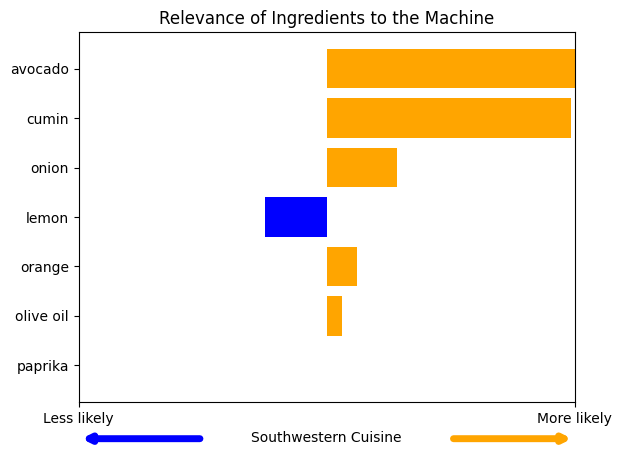 Relevance of Ingredients to the Machine
avocado
cumin
onion
lemon
orange
olive oil
paprika
Less likely
More likely
Southwestern Cuisine